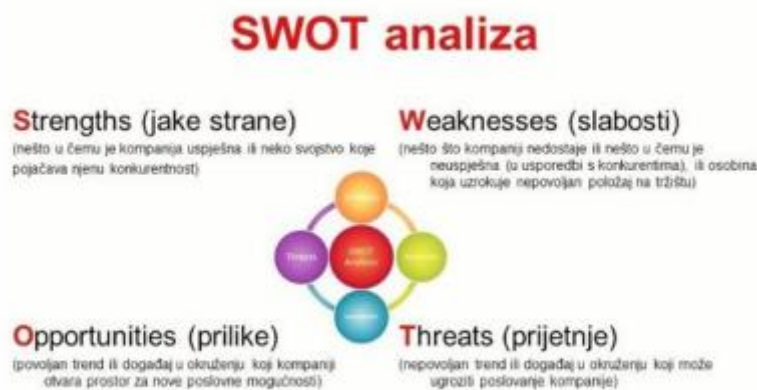 SWOT analiza
Strengths (jake strane)
(nešto u čemu je kompanija uspješna ili neko svojstvo koje
pojačava njenu konkurentnost)
Weaknesses (slabosti)
(nešto što kompaniji nedostaje ili nešto u čemu je
neuspješna (u usporedbi s konkurentima), ili osobina
koja uzrokuje nepovoljan položaj na tržištu)
Threats
SWOT
Analysis
Opportunities (prilike)
(povoljan trend ili događaj u okruženju koji kompaniji
otvara prostor za nove poslovne mogućnosti)
Threats (prijetnje)
(nepovoljan trend ili događaj u okruženju koji može
ugroziti poslovanje kompanije)